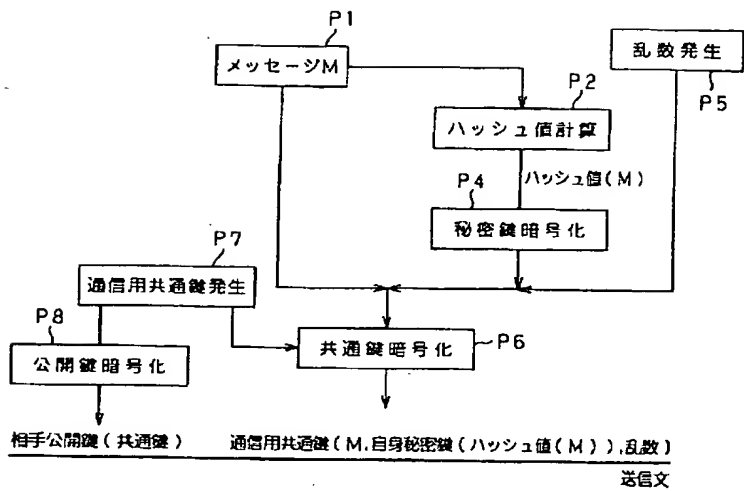 P1
メッセージM
乱数発生
P5
P2
ハッシュ値計算
ハッシュ値(M)
P4
秘密鍵暗号化
P7
通信用共通鍵発生
P8
公開鍵暗号化
共通鍵暗号化
P6
相手公開鍵(共通鍵)
通信用共通鍵(M,自身秘密鍵(ハッシュ値(M)),乱数)
送信文